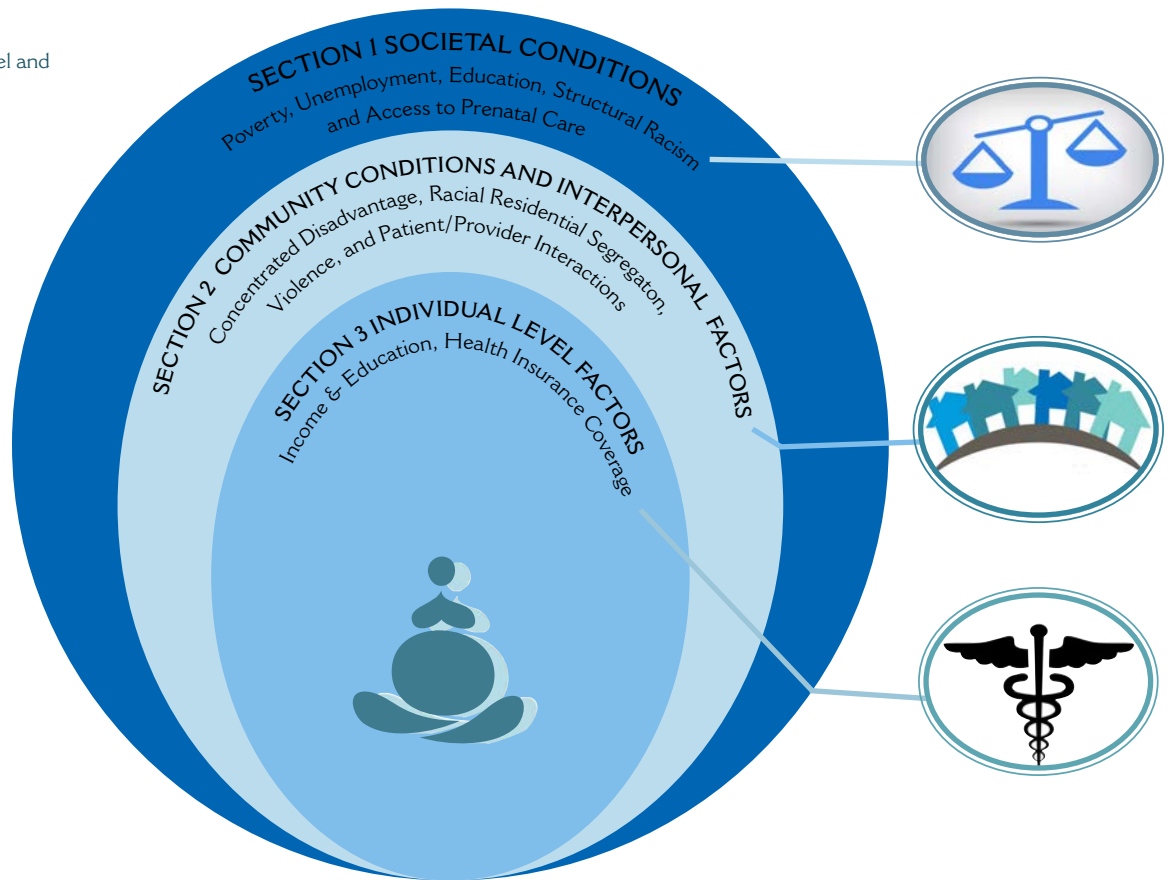 el and
SECTION 1 SOCIETAL CONDITIONS
Poverty, Unemployment, Education, Structural Racism
and Access to Prenatal Care
SECTION 2 COMMUNITY CONDITIONS AND INTERPERSONAL FACTORS
Concentrated Disadvantage, Racial Residential Segregaton,
Violence, and Patient/Provider Interactions
SECTION 3 INDIVIDUAL LEVEL FACTORS
Income & Education, Health Insurance Coverage